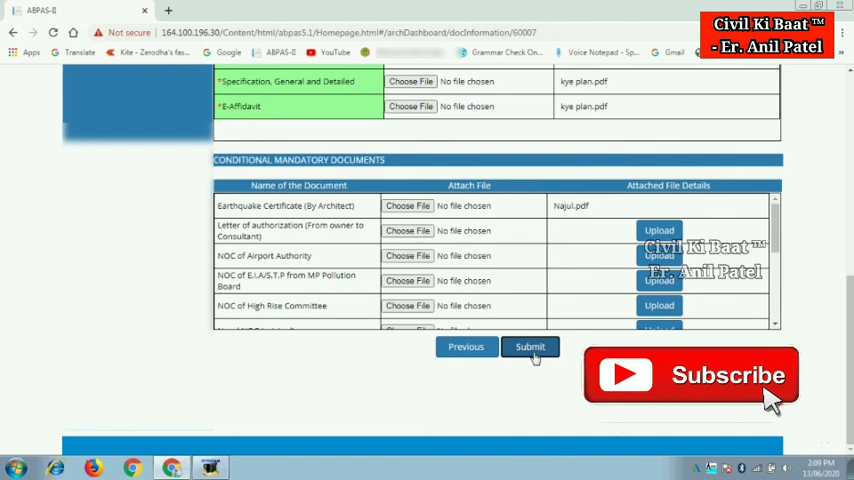 ABPAS-II
Civil Ki Baat ™
- Er. Anil Patel
Not secure
164.100.196.30/Content/html/abpas5.1/Homepage.html#/archDashboard/docInformation/60007
Apps
Translate
Kite - Zerodha's fas...
Google
ABPAS-II
YouTube
Grammar Check On...
Voice Notepad - Sp...
Gmail
*Specification, General and Detailed
Choose File No file chosen
kye plan.pdf
*E-Affidavit
Choose File No file chosen
kye plan.pdf
CONDITIONAL MANDATORY DOCUMENTS
Name of the Document
Attach File
Attached File Details
Earthquake Certificate (By Architect)
Choose File No file chosen
Najul.pdf
Letter of authorization (From owner to
Consultant)
Choose File No file chosen
Upload
Civil Ki Baat ™
NOC of Airport Authority
Choose File No file chosen
Upload
Er. Anil Patel
NOC of E.I.A/S.T.P from MP Pollution
Board
Choose File No file chosen
Upload
NOC of High Rise Committee
Choose File No file chosen
Upload
Choose File No file chosen
Upload
Previous
Submit
Subscribe
2:09 PM
13/06/2020